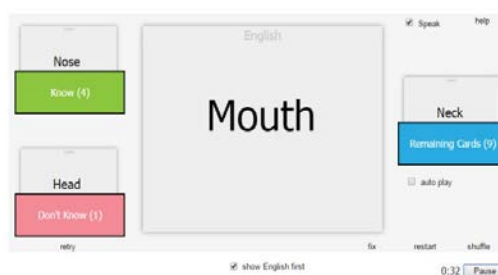 English
Speak
help
Nose
Know (4)
Mouth
Neck
Remaining Cards (9)
auto play
Head
Don't Know (1)
retry
fix
restart
shuffle
show English first
0:32
Pause